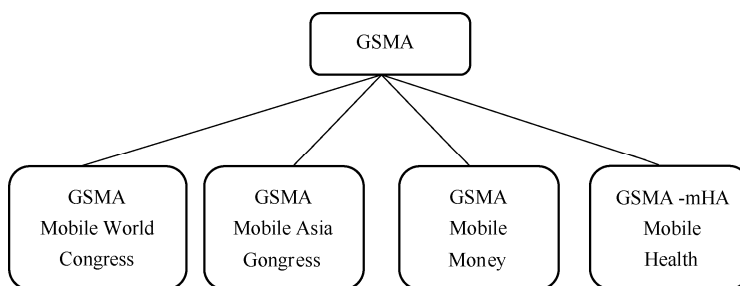 GSMA
GSMA
Mobile World
Congress
GSMA
Mobile Asia
Gongress
GSMA
Mobile
Money
GSMA -mHA
Mobile
Health